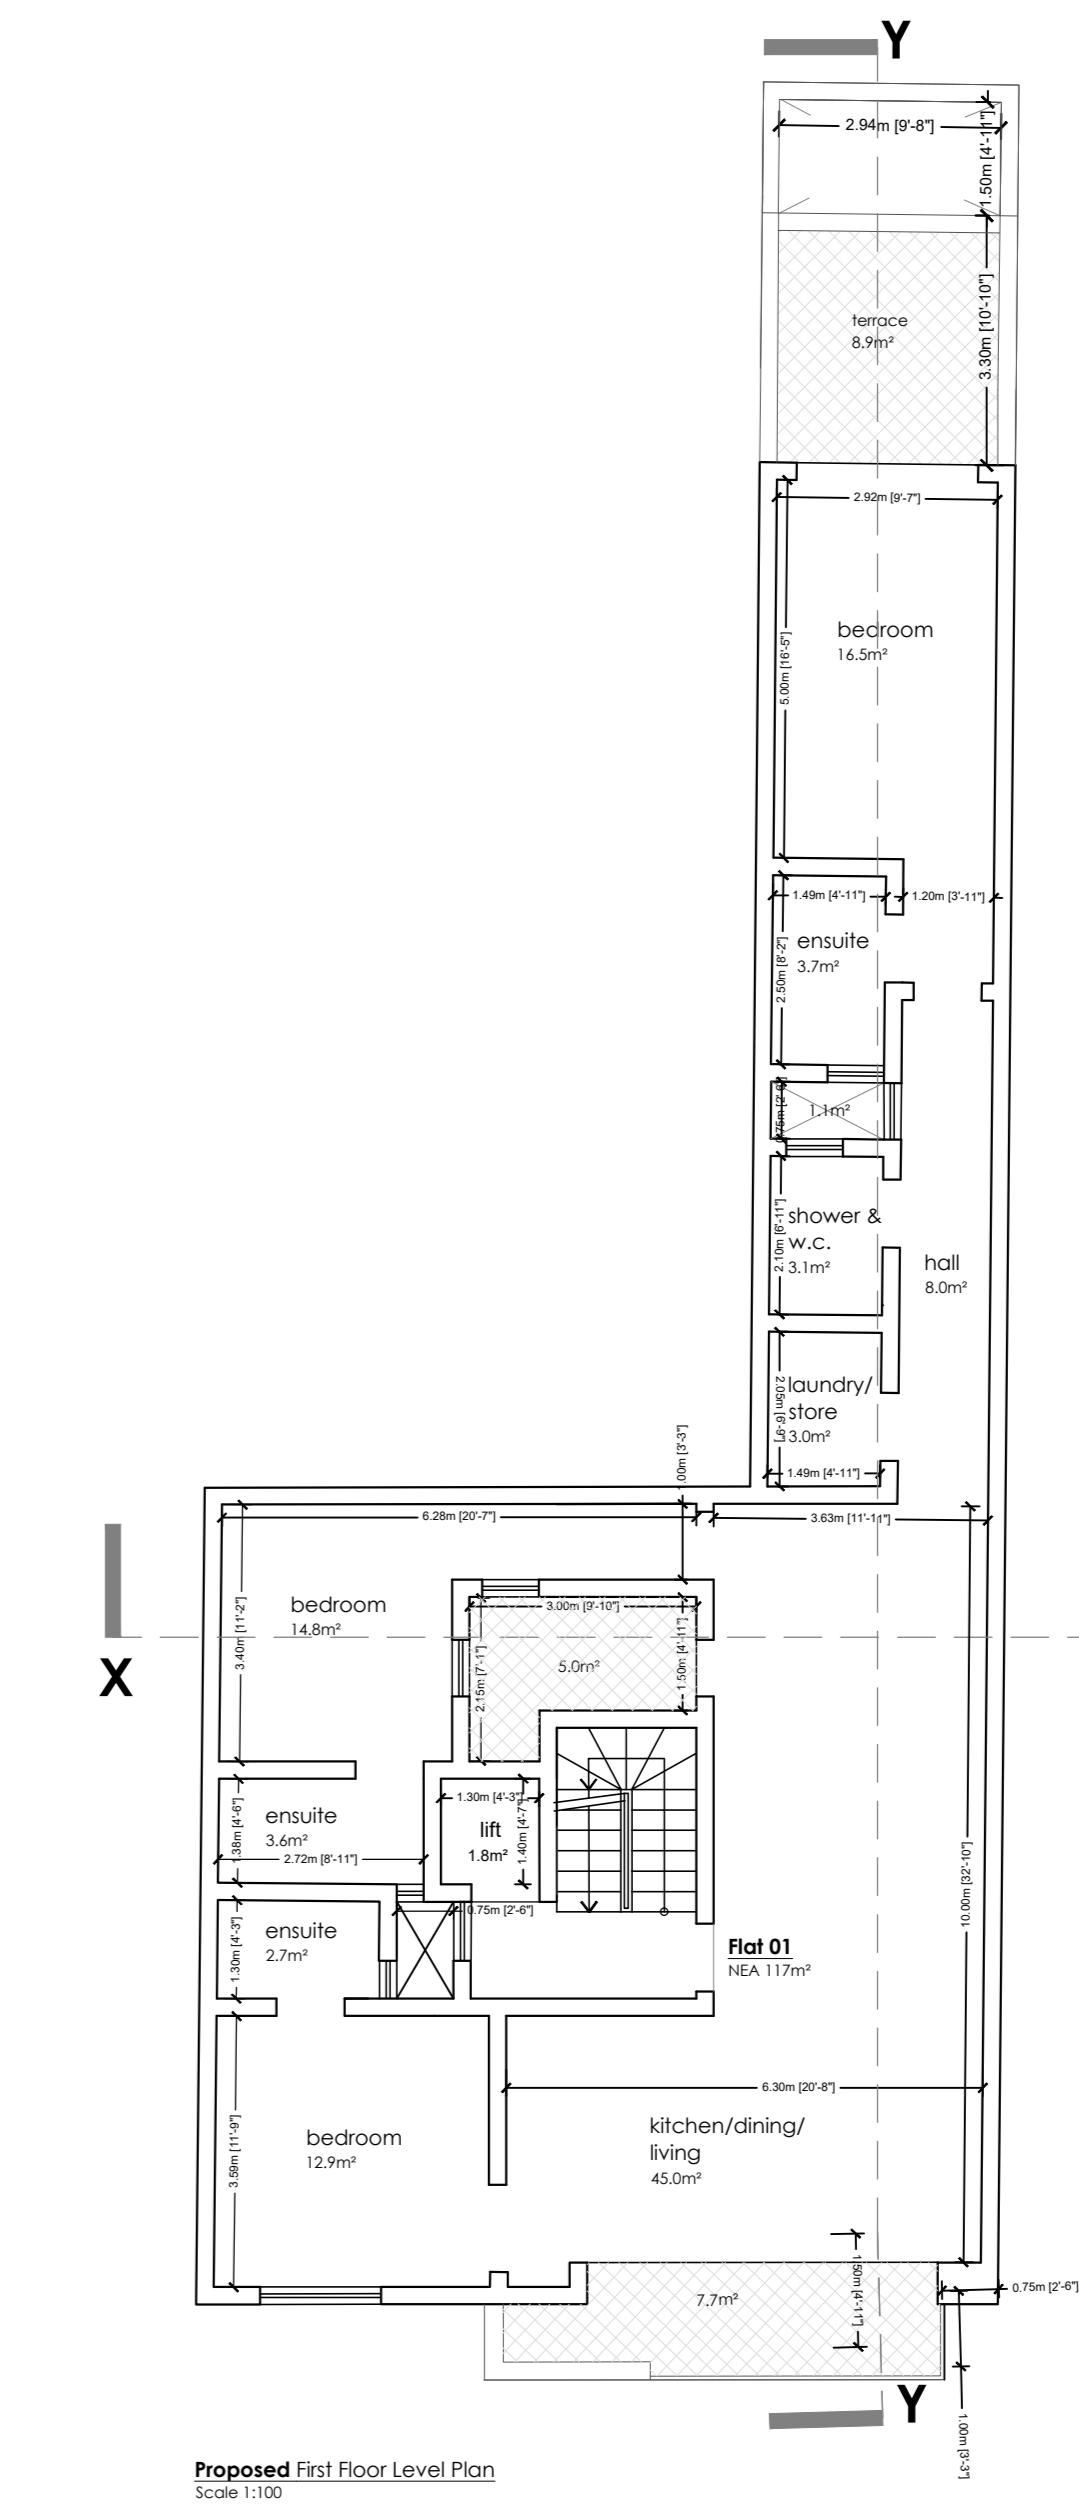 Y
2.94m [9'-8"]
1.50m [4'-11"]
terrace
8.9m²
3.30m [10'-10"]
2.92m [9'-7"]
bedroom
16.5m²
5.00m [16'-5"]
1.49m [4'-11"]
1.20m [3'-11"]
ensuite
3.7m²
2.50m [8'-2"]
0.75m [2'-6"]
1.1m²
shower &
w.c.
3.1m²
2.10m [6'-11"]
hall
8.0m²
laundry/
store
3.0m²
2.05m [6'-9"]
1.49m [4'-11"]
1.00m [3'-3"]
6.28m [20'-7"]
3.63m [11'-11"]
bedroom
14.8m²
3.40m [11'-2"]
3.00m [9'-10"]
5.0m²
2.15m [7'-1"]
1.50m [4'-11"]
X
ensuite
3.6m²
1.38m [4'-6"]
2.72m [8'-11"]
1.30m [4'-3"]
lift
1.8m²
1.40m [4'-7"]
0.75m [2'-6"]
ensuite
2.7m²
1.30m [4'-3"]
Flat 01
NEA 117m²
10.00m [32'-10"]
6.30m [20'-8"]
bedroom
12.9m²
3.59m [11'-9"]
kitchen/dining/
living
45.0m²
7.7m²
1.50m [4'-11"]
0.75m [2'-6"]
1.00m [3'-3"]
Y
Proposed First Floor Level Plan
Scale 1:100